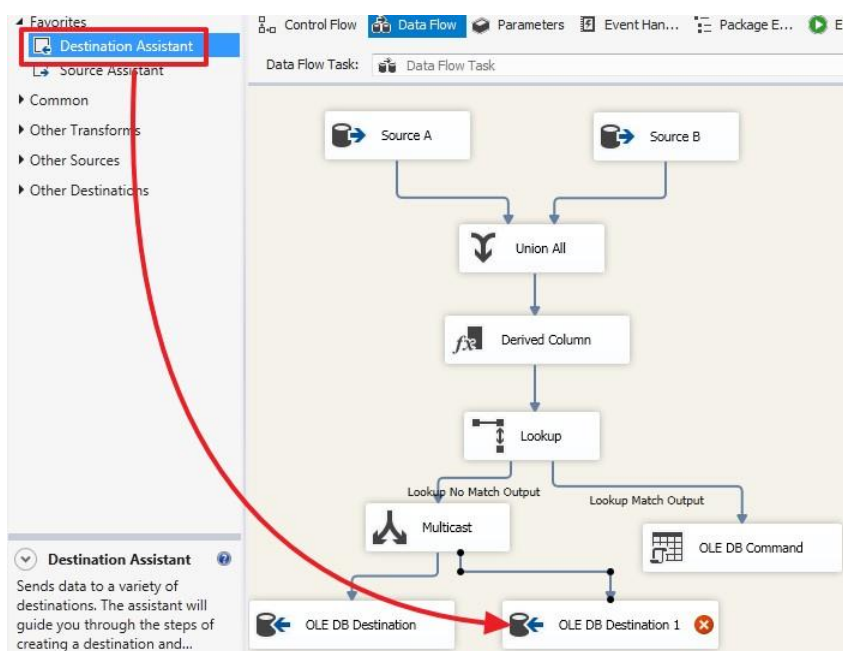 Favorites
Destination Assistant
Source Assistant
Common
Other Transforms
Other Sources
Other Destinations
Control Flow Data Flow Parameters Event Han... Package E... E
Data Flow Task: Data Flow Task
Source A Source B
Union All
fx Derived Column
Lookup
Lookup No Match Output Lookup Match Output
Multicast
OLE DB Command
OLE DB Destination OLE DB Destination 1
Destination Assistant
Sends data to a variety of
destinations. The assistant will
guide you through the steps of
creating a destination and...